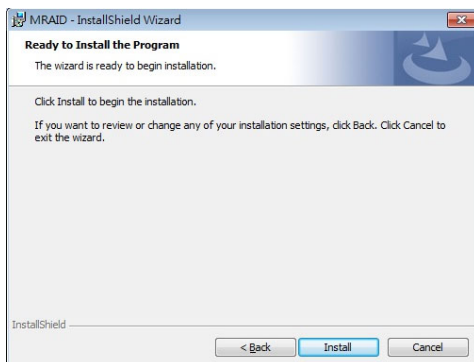 MRAID - InstallShield Wizard
Ready to Install the Program
The wizard is ready to begin installation.
Click Install to begin the installation.
If you want to review or change any of your installation settings, click Back. Click Cancel to
exit the wizard.
InstallShield
< Back
Install
Cancel